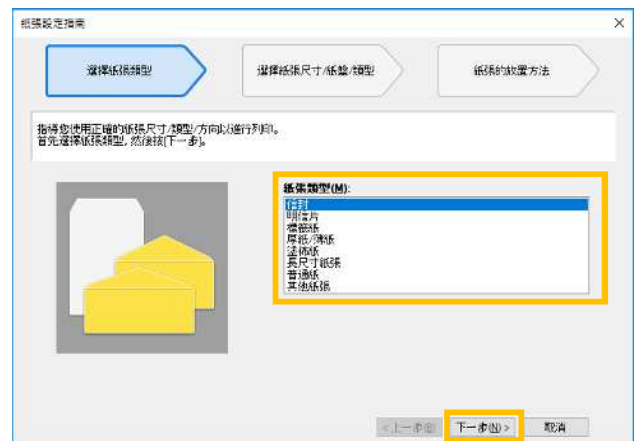 紙張設定指南
選擇紙張類型
選擇紙張尺寸/紙盤/類型
紙張的放置方法
指導您使用正確的紙張尺寸/類型/方向以進行列印。
首先選擇紙張類型, 然後按[下一步]。
紙張類型(M):
信封
明信片
標籤紙
厚紙/薄紙
塗佈紙
長尺寸紙張
普通紙
其他紙張
<上一步(B)
下一步(N)>
取消